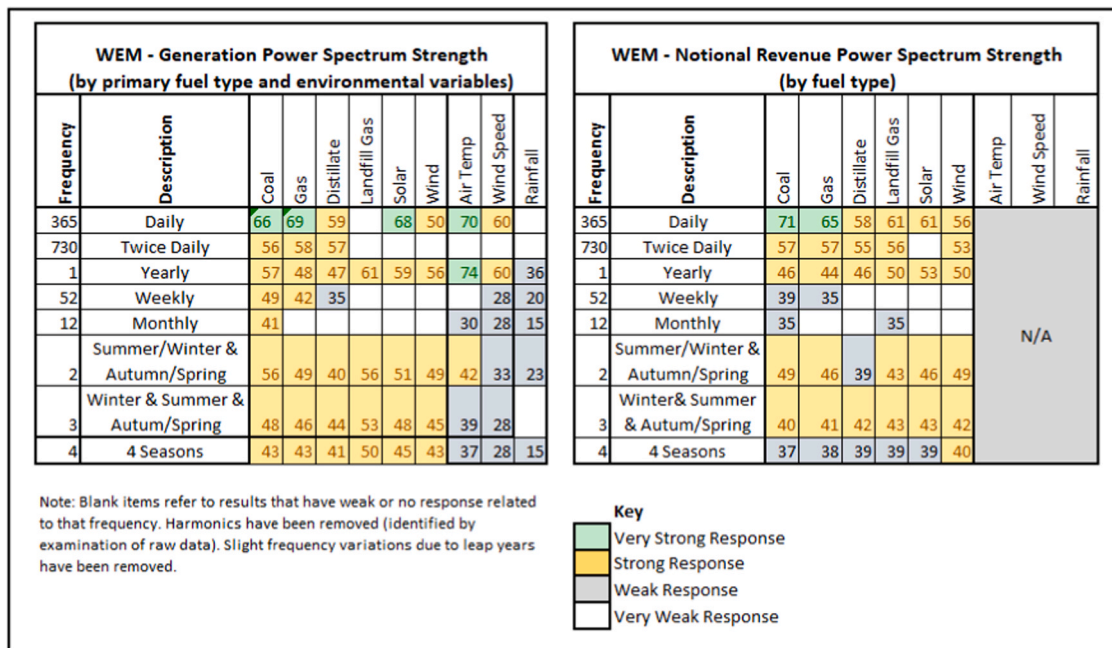 WEM - Generation Power Spectrum Strength
(by primary fuel type and environmental variables)
Frequency Description Coal Gas Distillate Landfill Gas Solar Wind Air Temp Wind Speed Rainfall
365 Daily 66 69 59 68 50 70 60
730 Twice Daily 56 58 57
1 Yearly 57 48 47 61 59 56 74 60 36
52 Weekly 49 42 35 28 20
12 Monthly 41 30 28 15
Summer/Winter &
2 Autumn/Spring 56 49 40 56 51 49 42 33 23
Winter & Summer &
3 Autum/Spring 48 46 44 53 48 45 39 28
4 4 Seasons 43 43 41 50 45 43 37 28 15
Note: Blank items refer to results that have weak or no response related
to that frequency. Harmonics have been removed (identified by
examination of raw data). Slight frequency variations due to leap years
have been removed.
WEM - Notional Revenue Power Spectrum Strength
(by fuel type)
Frequency Description Coal Gas Distillate Landfill Gas Solar Wind Air Temp Wind Speed Rainfall
365 Daily 71 65 58 61 61 56
730 Twice Daily 57 57 55 56 53
1 Yearly 46 44 46 50 53 50
52 Weekly 39 35
12 Monthly 35 35
N/A
Summer/Winter &
2 Autumn/Spring 49 46 39 43 46 49
Winter& Summer
3 & Autum/Spring 40 41 42 43 43 42
4 4 Seasons 37 38 39 39 39 40
Key
Very Strong Response
Strong Response
Weak Response
Very Weak Response